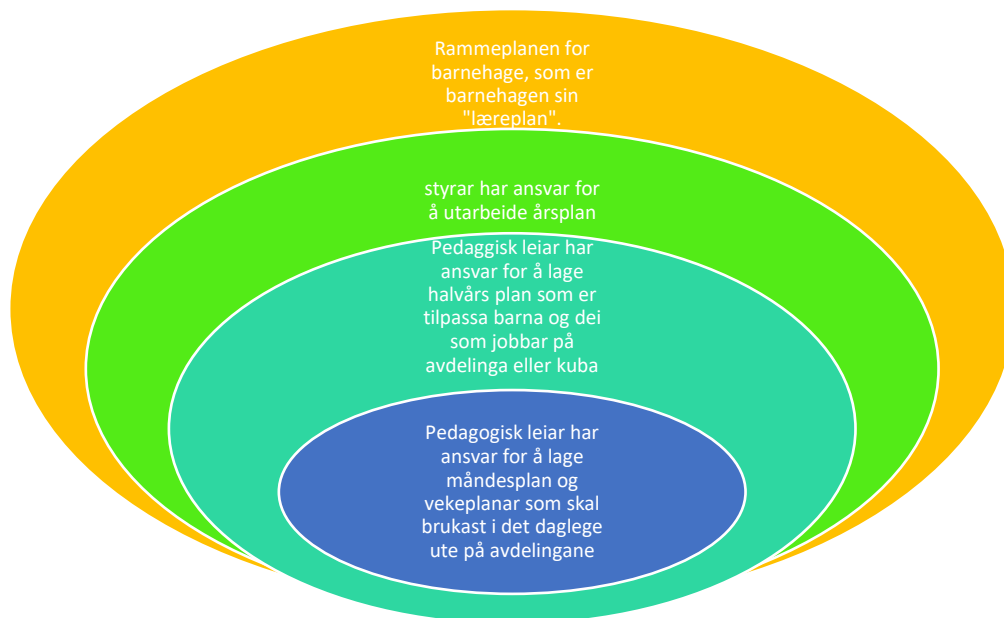 Rammeplanen for
barnehage, som er
barnehagen sin
"læreplan".
styrar har ansvar for
å utarbeide årsplan
Pedaggisk leiar har
ansvar for å lage
halvårs plan som er
tilpassa barna og dei
som jobbar på
avdelinga eller kuba
Pedagogisk leiar har
ansvar for å lage
måndesplan og
vekeplanar som skal
brukast i det daglege
ute på avdelingane